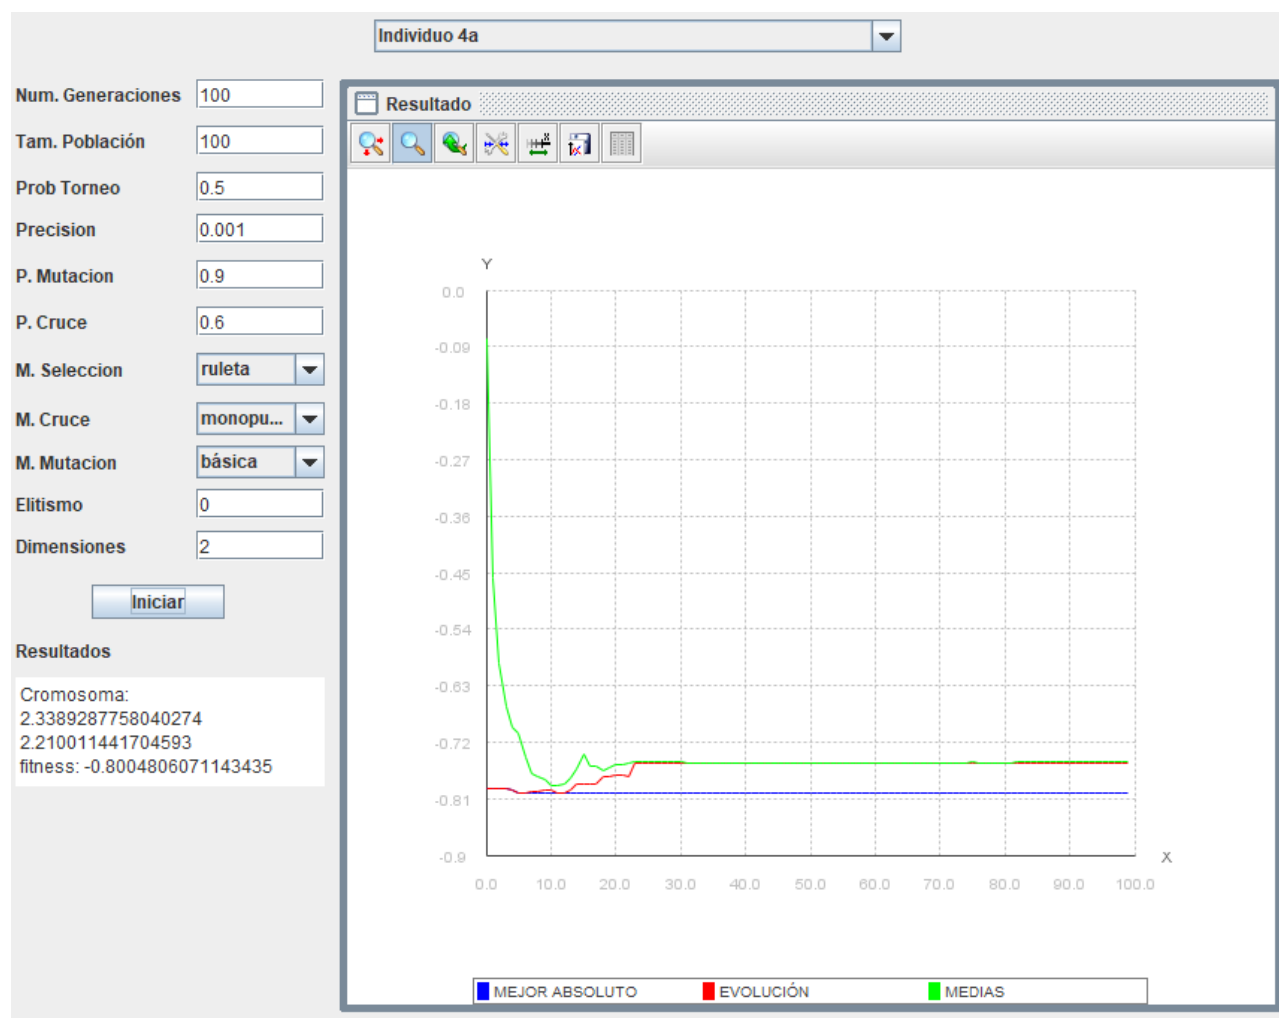 Individuo 4a
Num. Generaciones 100
Tam. Población 100
Prob Torneo 0.5
Precision 0.001
P. Mutacion 0.9
P. Cruce 0.6
M. Seleccion ruleta
M. Cruce monopu...
M. Mutacion básica
Elitismo 0
Dimensiones 2
Iniciar
Resultados
Cromosoma:
2.3389287758040274
2.210011441704593
fitness: -0.8004806071143435
Resultado
Y
0.0
-0.09
-0.18
-0.27
-0.36
-0.45
-0.54
-0.63
-0.72
-0.81
-0.9
X
0.0 10.0 20.0 30.0 40.0 50.0 60.0 70.0 80.0 90.0 100.0
MEJOR ABSOLUTO EVOLUCIÓN MEDIAS